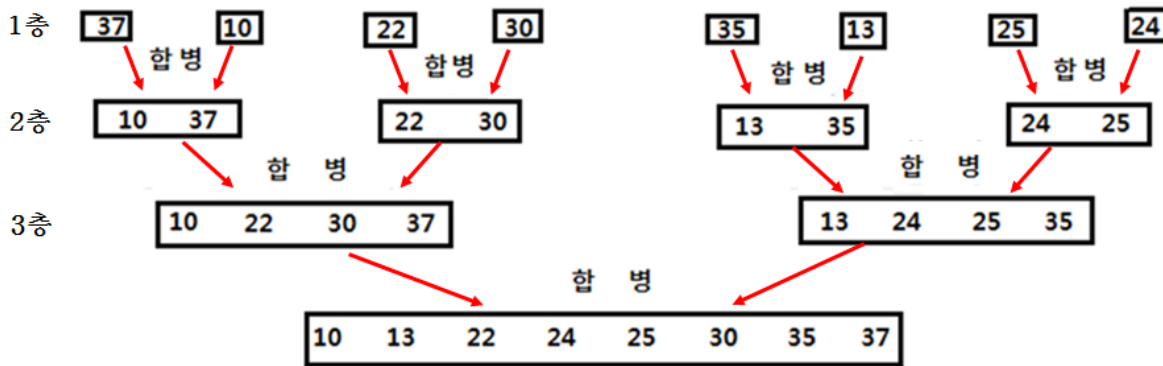 1층 37 10 22 30 35 13 25 24
합 병 합병 합 병 합 병
2층 10 37 22 30 13 35 24 25
합 병 합 병
3층 10 22 30 37 13 24 25 35
합 병
10 13 22 24 25 30 35 37